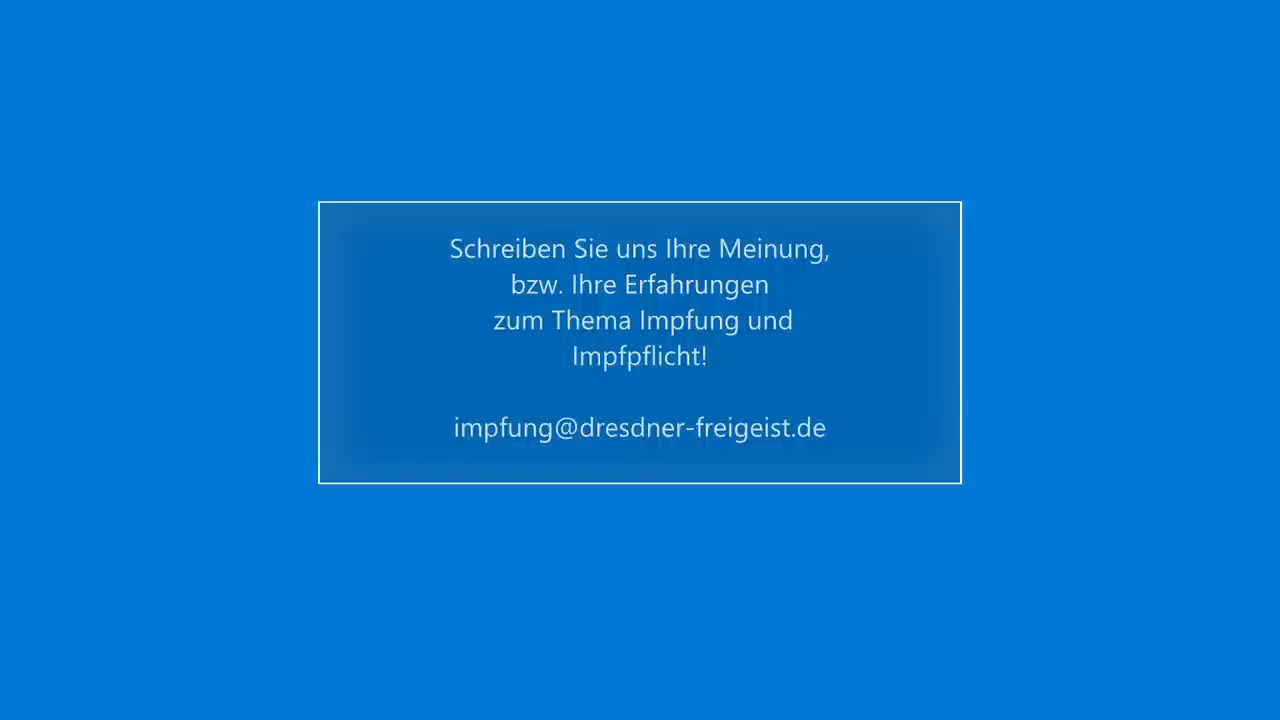 Schreiben Sie uns Ihre Meinung,
bzw. Ihre Erfahrungen
zum Thema Impfung und
Impfpflicht!
impfung@dresdner-freigeist.de